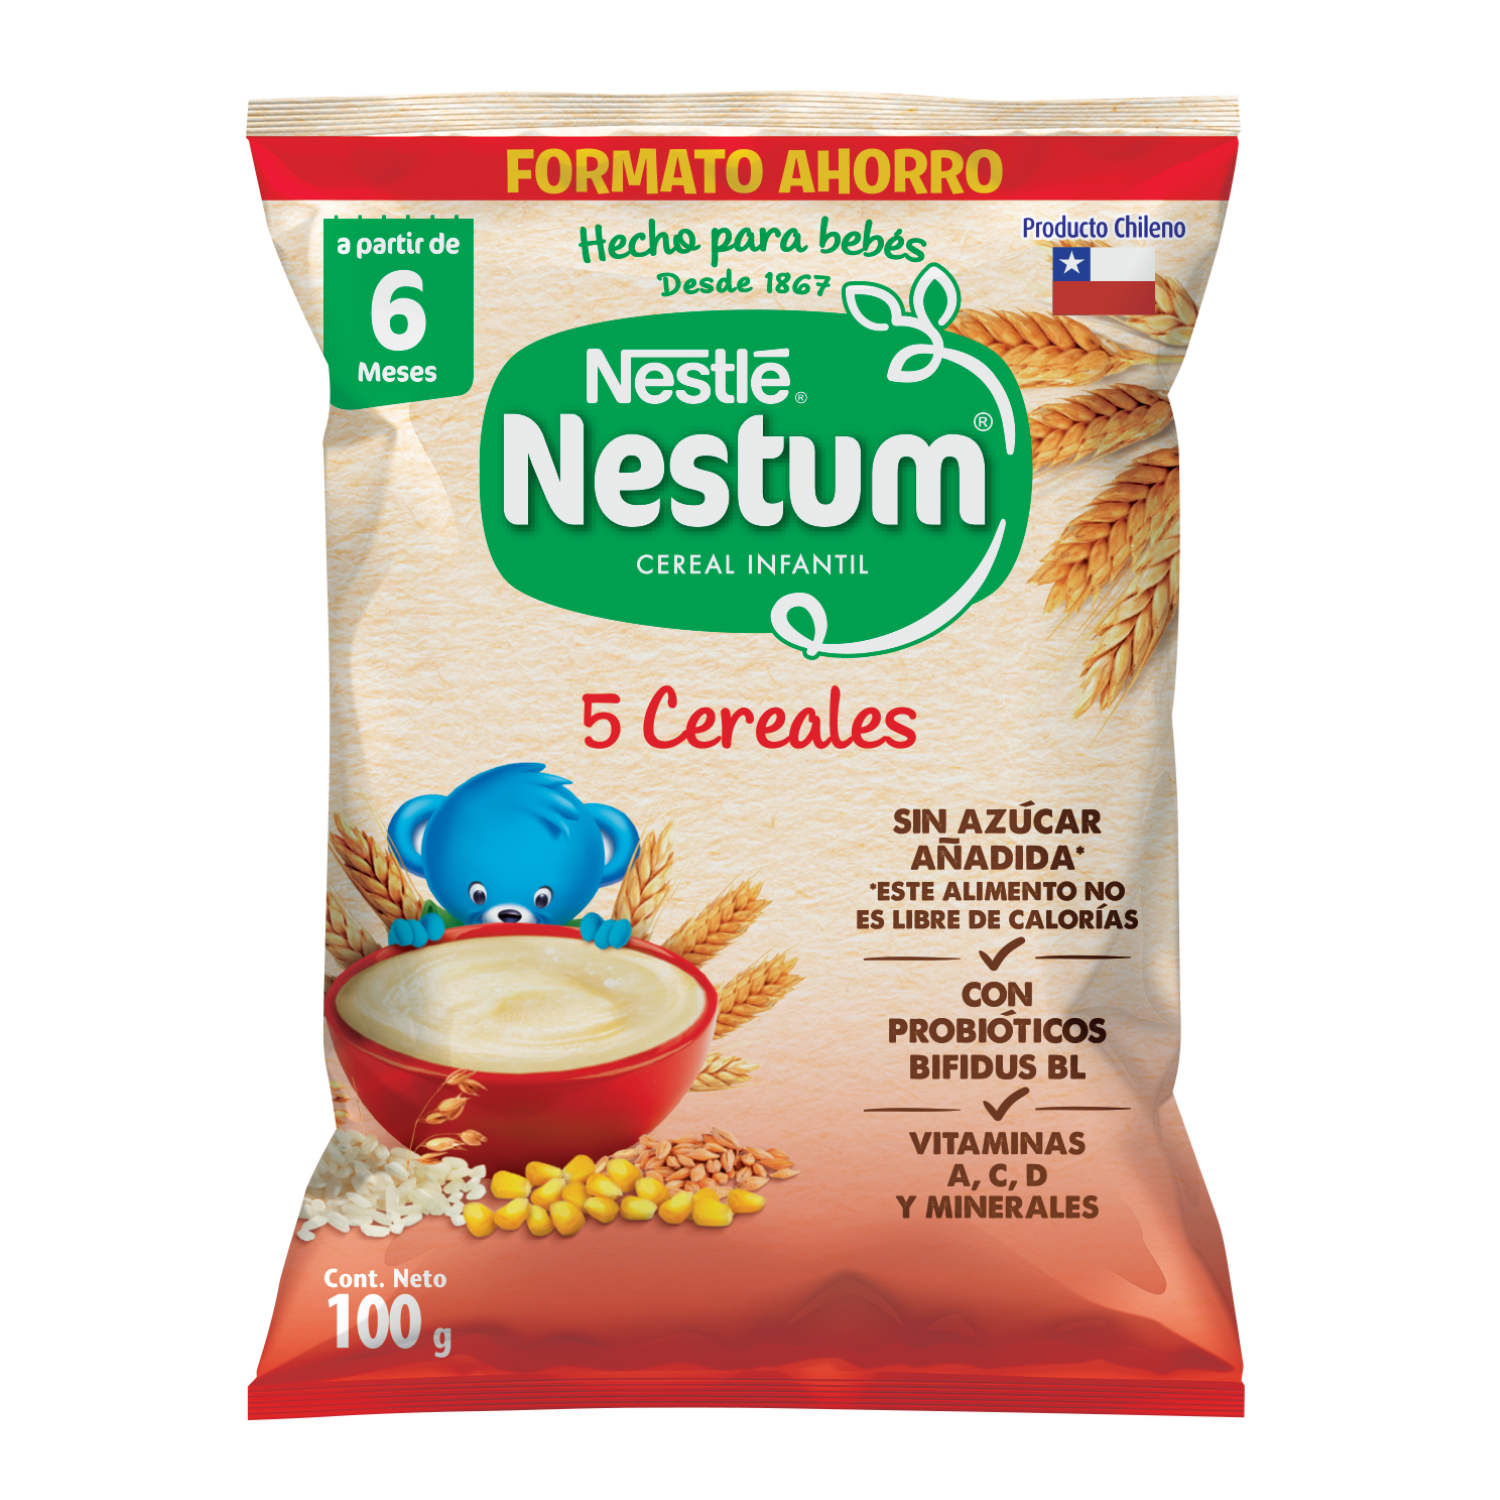 FORMATO AHORRO
a partir de
6
Meses
Hecho para bebés
Desde 1867
Producto Chileno
Nestlé®
Nestum®
CEREAL INFANTIL
5 Cereales
SIN AZÚCAR
AÑADIDA*
*ESTE ALIMENTO NO
ES LIBRE DE CALORÍAS
CON
PROBIÓTICOS
BIFIDUS BL
VITAMINAS
A, C, D
Y MINERALES
Cont. Neto
100 g